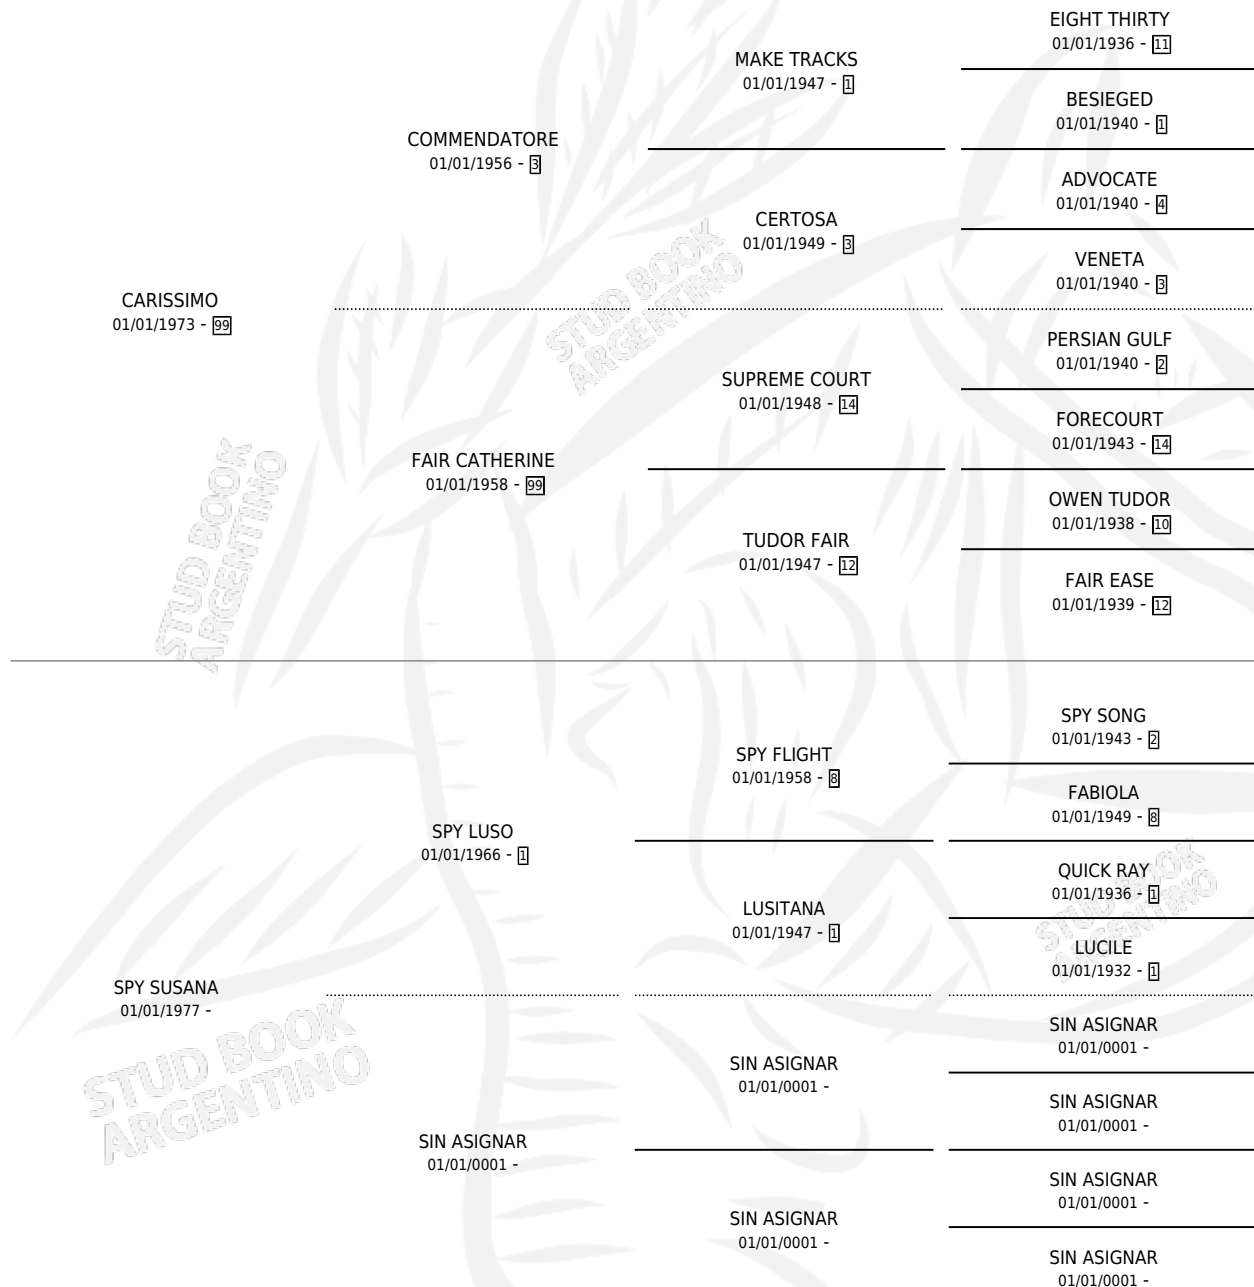 EIGHT THIRTY
01/01/1936 - 11
MAKE TRACKS
01/01/1947 - 1
BESIEGED
01/01/1940 - 1
COMMENDATORE
01/01/1956 - 3
ADVOCATE
01/01/1940 - 4
CERTOSA
01/01/1949 - 3
VENETA
01/01/1940 - 3
CARISSIMO
01/01/1973 - 99
PERSIAN GULF
01/01/1940 - 2
SUPREME COURT
01/01/1948 - 14
FORECOURT
01/01/1943 - 14
FAIR CATHERINE
01/01/1958 - 99
OWEN TUDOR
01/01/1938 - 10
TUDOR FAIR
01/01/1947 - 12
FAIR EASE
01/01/1939 - 12
SPY SONG
01/01/1943 - 2
SPY FLIGHT
01/01/1958 - 8
FABIOLA
01/01/1949 - 8
SPY LUSO
01/01/1966 - 1
QUICK RAY
01/01/1936 - 1
LUSITANA
01/01/1947 - 1
LUCILE
01/01/1932 - 1
SPY SUSANA
01/01/1977 -
SIN ASIGNAR
01/01/0001 -
SIN ASIGNAR
01/01/0001 -
SIN ASIGNAR
01/01/0001 -
SIN ASIGNAR
01/01/0001 -
SIN ASIGNAR
01/01/0001 -
SIN ASIGNAR
01/01/0001 -
SIN ASIGNAR
01/01/0001 -
STUD BOOK
ARGENTINO
STUD BOOK
ARGENTINO
STUD BOOK
ARGENTINO
STUD BOOK
ARGENTINO